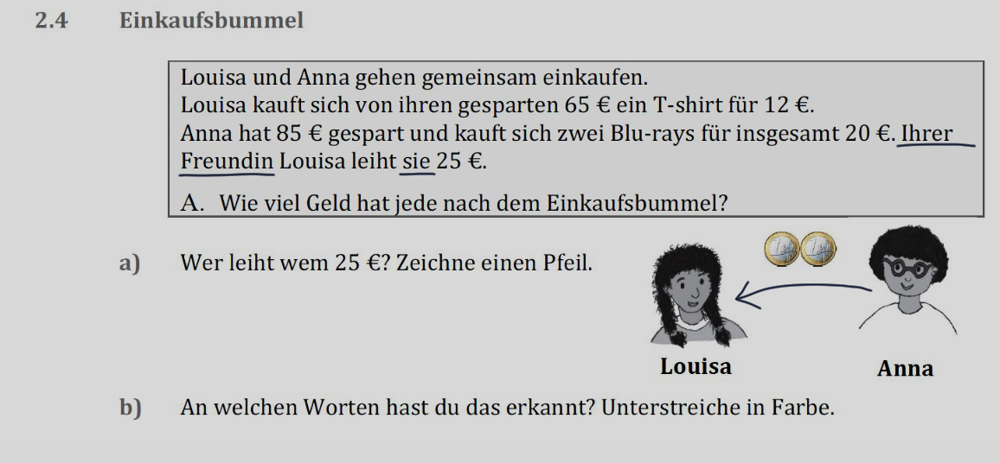 2.4 Einkaufsbummel
Louisa und Anna gehen gemeinsam einkaufen.
Louisa kauft sich von ihren gesparten 65 € ein T-shirt für 12 €.
Anna hat 85 € gespart und kauft sich zwei Blu-rays für insgesamt 20 €. Ihrer
Freundin Louisa leiht sie 25 €.
A. Wie viel Geld hat jede nach dem Einkaufsbummel?
a) Wer leiht wem 25 €? Zeichne einen Pfeil.
Louisa
Anna
b) An welchen Worten hast du das erkannt? Unterstreiche in Farbe.